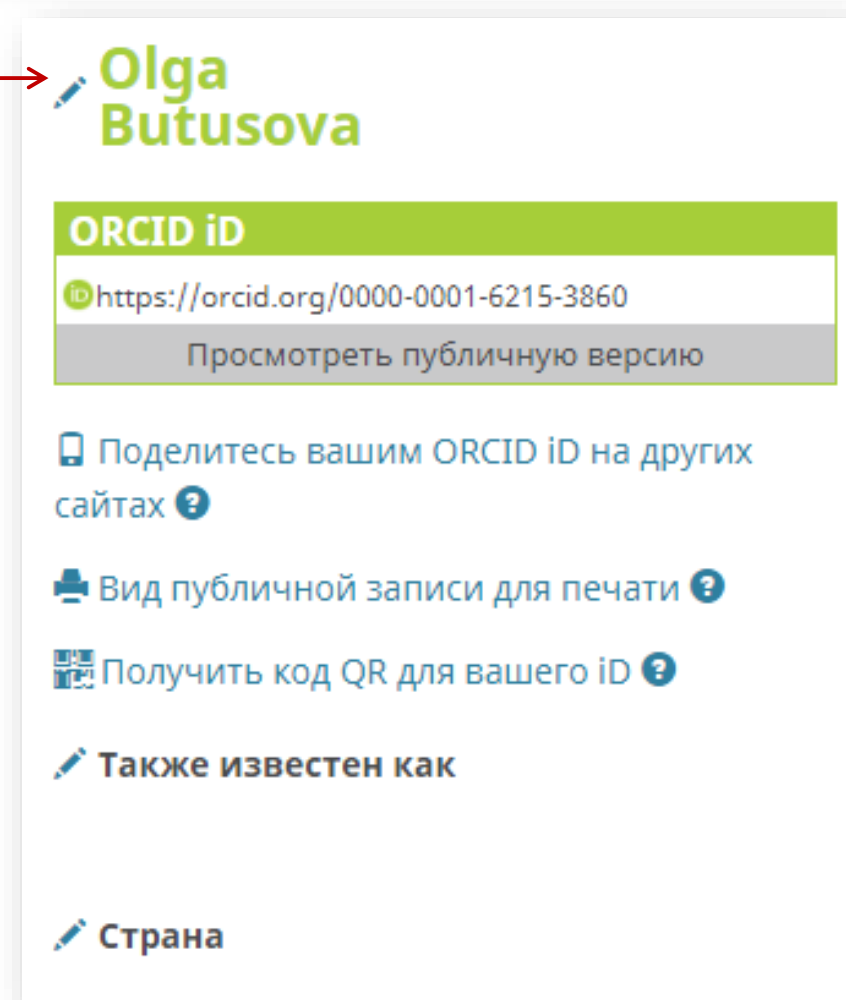 Olga
Butusova
ORCID iD
iD https://orcid.org/0000-0001-6215-3860
Просмотреть публичную версию
Поделитесь вашим ORCID iD на других
сайтах ?
Вид публичной записи для печати ?
Получить код QR для вашего iD ?
Также известен как
Страна